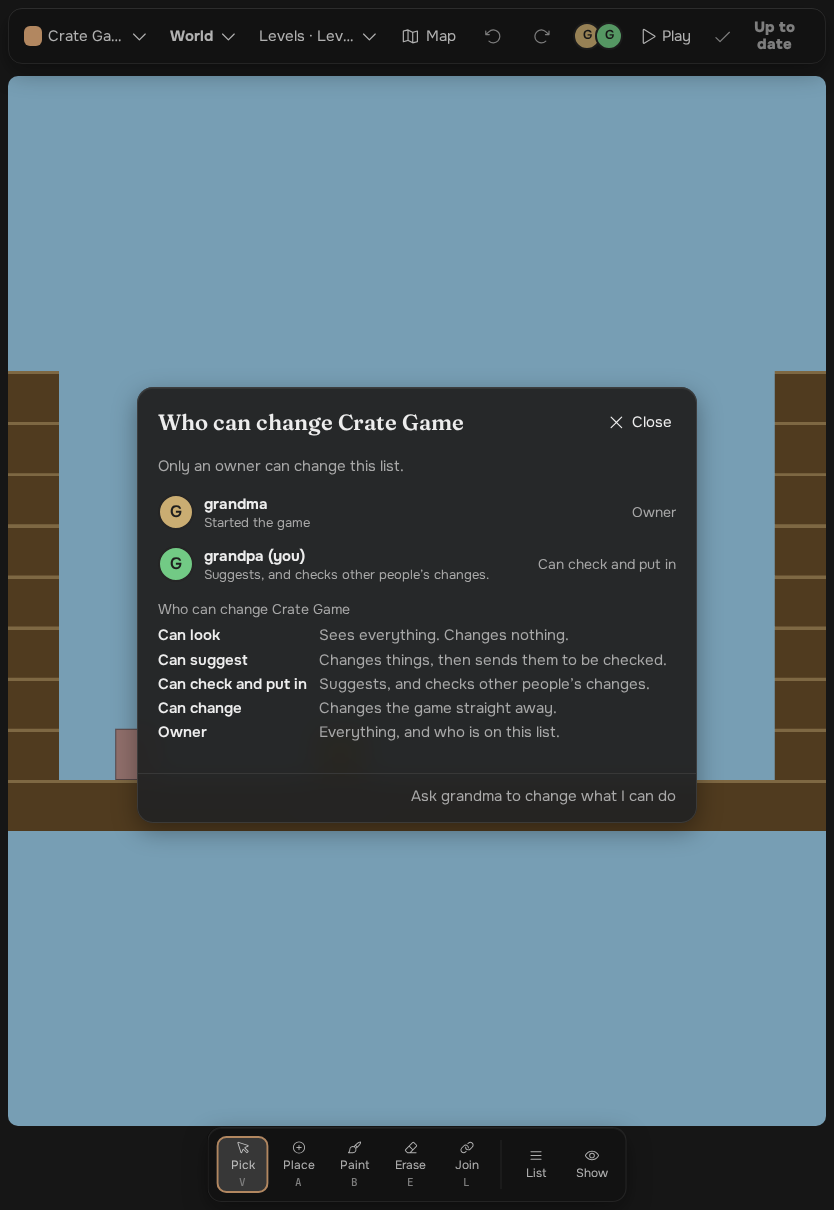 Crate Ga...
World
Levels · Lev...
Map
G
G
Play
Up to
date
Who can change Crate Game
Close
Only an owner can change this list.
G
grandma
Started the game
Owner
G
grandpa (you)
Suggests, and checks other people's changes.
Can check and put in
Who can change Crate Game
Can look Sees everything. Changes nothing.
Can suggest Changes things, then sends them to be checked.
Can check and put in Suggests, and checks other people's changes.
Can change Changes the game straight away.
Owner Everything, and who is on this list.
Ask grandma to change what I can do
Pick
V
Place
A
Paint
B
Erase
E
Join
L
List
Show